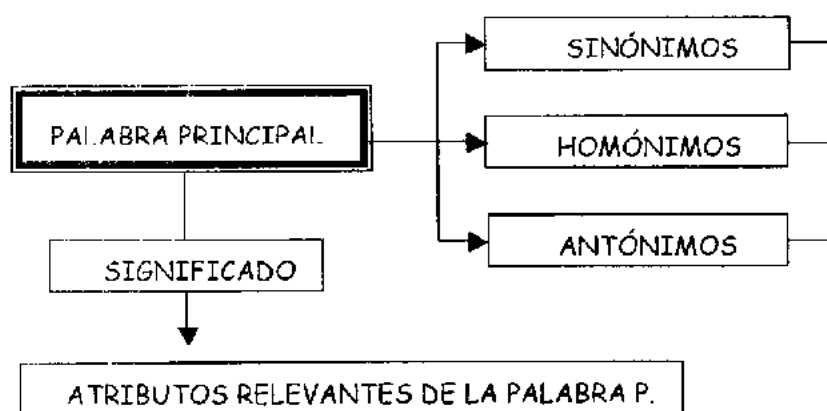 SINÓNIMOS
PALABRA PRINCIPAL
HOMÓNIMOS
ANTÓNIMOS
SIGNIFICADO
ATRIBUTOS RELEVANTES DE LA PALABRA P.